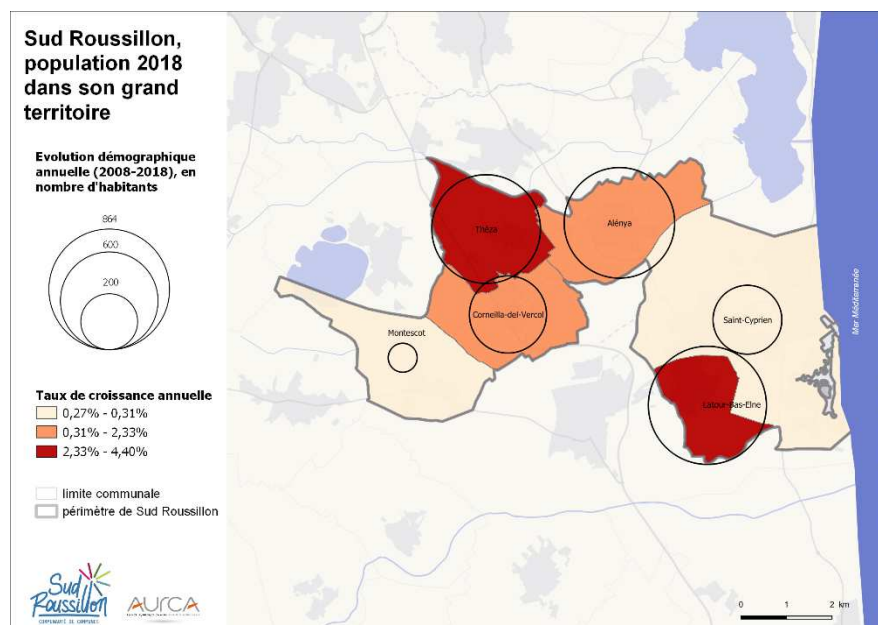 Sud Roussillon,
population 2018
dans son grand
territoire
Evolution démographique
annuelle (2008-2018), en
nombre d'habitants
864
600
200
Taux de croissance annuelle
0,27% - 0,31%
0,31% - 2,33%
2,33% - 4,40%
limite communale
périmètre de Sud Roussillon
Sud
Roussillon
COMMUNAUTÉ DE COMMUNES
AURCA
Théza
Alénya
Corneilla-del-Vercol
Montescot
Saint-Cyprien
Latour-Bas-Elne
Mer Méditerranée
0 1 2 km